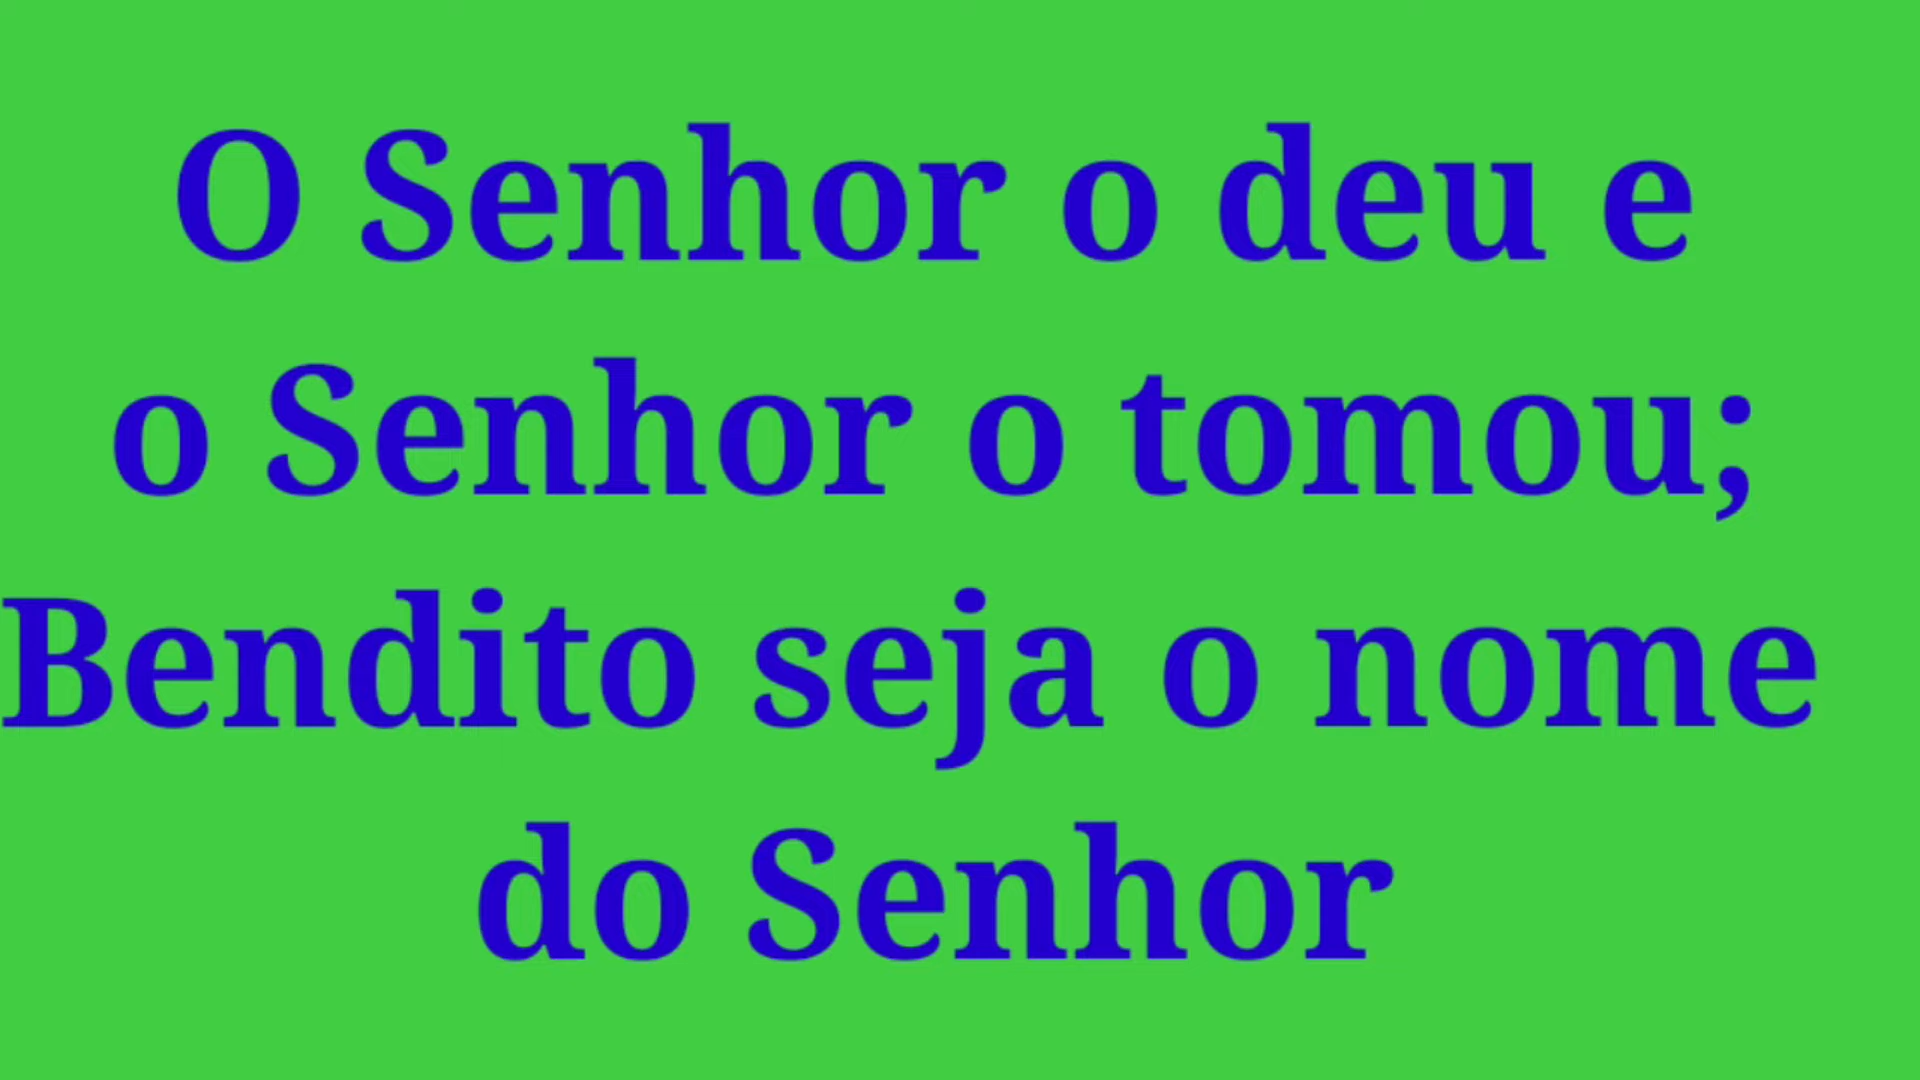 O Senhor o deu e
o Senhor o tomou;
Bendito seja o nome
do Senhor